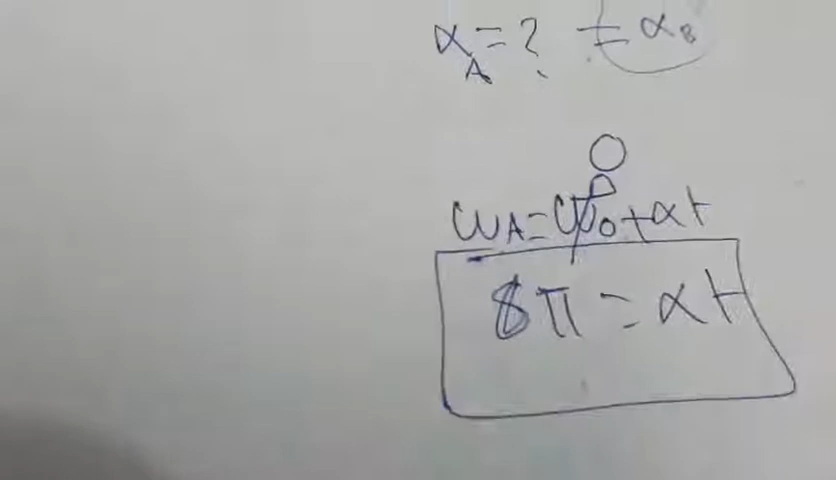 α_A = ? = α_B
0
ω_A = ω_0 + αt
8π = αt